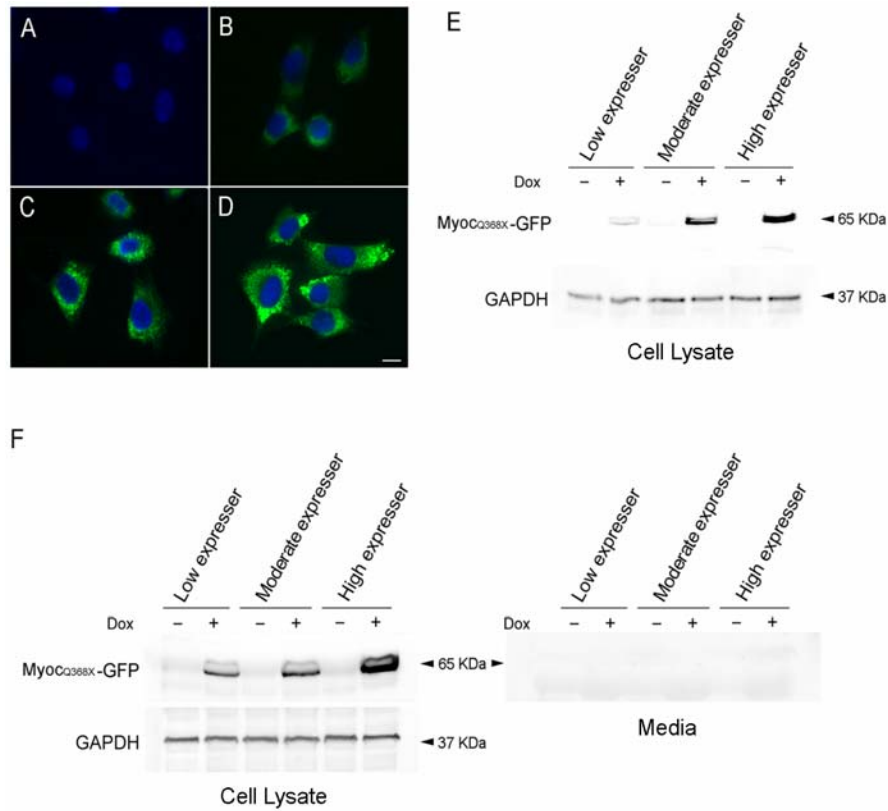 A
B
C
D
E
Low expresser
Moderate expresser
High expresser
Dox – + – + – +
MyocQ368X-GFP
65 KDa
GAPDH
37 KDa
Cell Lysate
F
Low expresser
Moderate expresser
High expresser
Dox – + – + – +
MyocQ368X-GFP
65 KDa
GAPDH
37 KDa
Cell Lysate
Low expresser
Moderate expresser
High expresser
Dox – + – + – +
Media